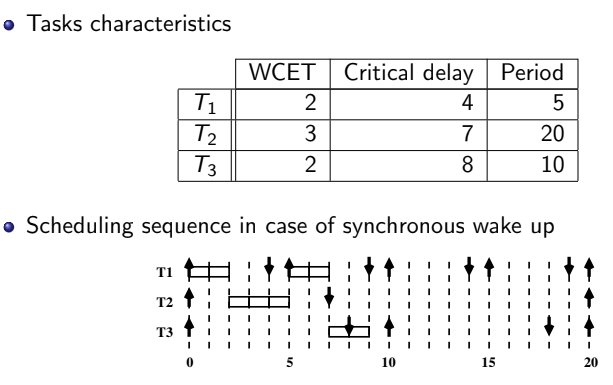 Tasks characteristics
WCET Critical delay Period
T1 2 4 5
T2 3 7 20
T3 2 8 10
Scheduling sequence in case of synchronous wake up
T1
T2
T3
0 5 10 15 20